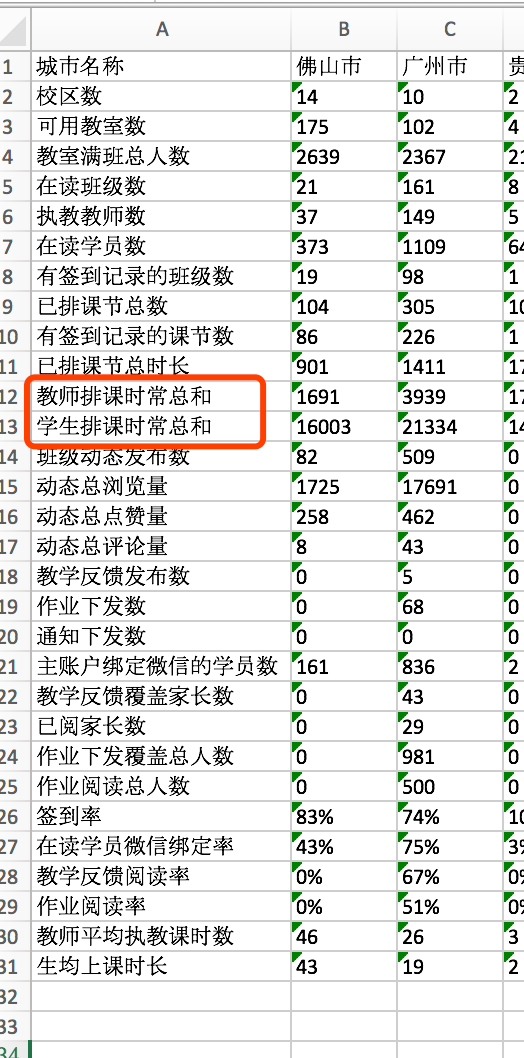 A B C
1 城市名称 佛山市 广州市 贵
2 校区数 14 10 2
3 可用教室数 175 102 4
4 教室满班总人数 2639 2367 21
5 在读班级数 21 161 8
6 执教教师数 37 149 5
7 在读学员数 373 1109 64
8 有签到记录的班级数 19 98 1
9 已排课节总数 104 305 10
10 有签到记录的课节数 86 226 1
11 已排课节总时长 901 1411 17
12 教师排课时常总和 1691 3939 17
13 学生排课时常总和 16003 21334 14
14 班级动态发布数 82 509 0
15 动态总浏览量 1725 17691 0
16 动态总点赞量 258 462 0
17 动态总评论量 8 43 0
18 教学反馈发布数 0 5 0
19 作业下发数 0 68 0
20 通知下发数 0 0 0
21 主账户绑定微信的学员数 161 836 2
22 教学反馈覆盖家长数 0 43 0
23 已阅家长数 0 29 0
24 作业下发覆盖总人数 0 981 0
25 作业阅读总人数 0 500 0
26 签到率 83% 74% 10
27 在读学员微信绑定率 43% 75% 3%
28 教学反馈阅读率 0% 67% 0%
29 作业阅读率 0% 51% 0%
30 教师平均执教课时数 46 26 3
31 生均上课时长 43 19 2
32
33
34